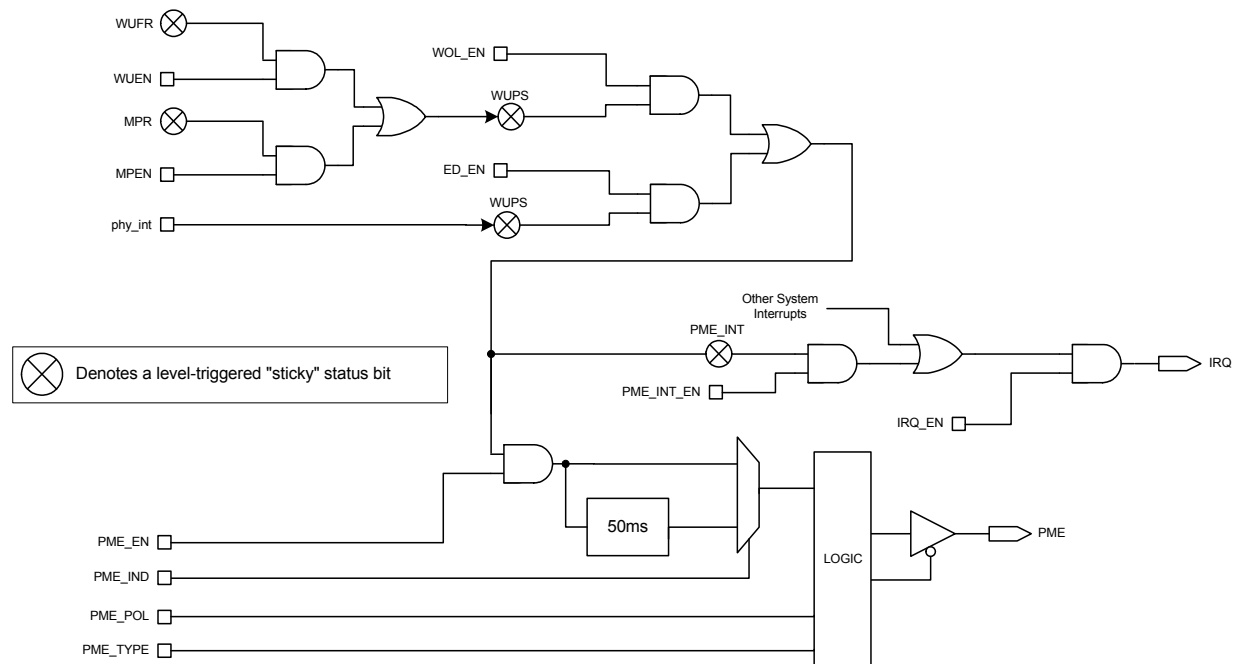 WUFR
WUEN
MPR
MPEN
phy_int
WOL_EN
WUPS
ED_EN
WUPS
Other System
Interrupts
PME_INT
PME_INT_EN
IRQ
IRQ_EN
Denotes a level-triggered "sticky" status bit
50ms
LOGIC
PME
PME_EN
PME_IND
PME_POL
PME_TYPE